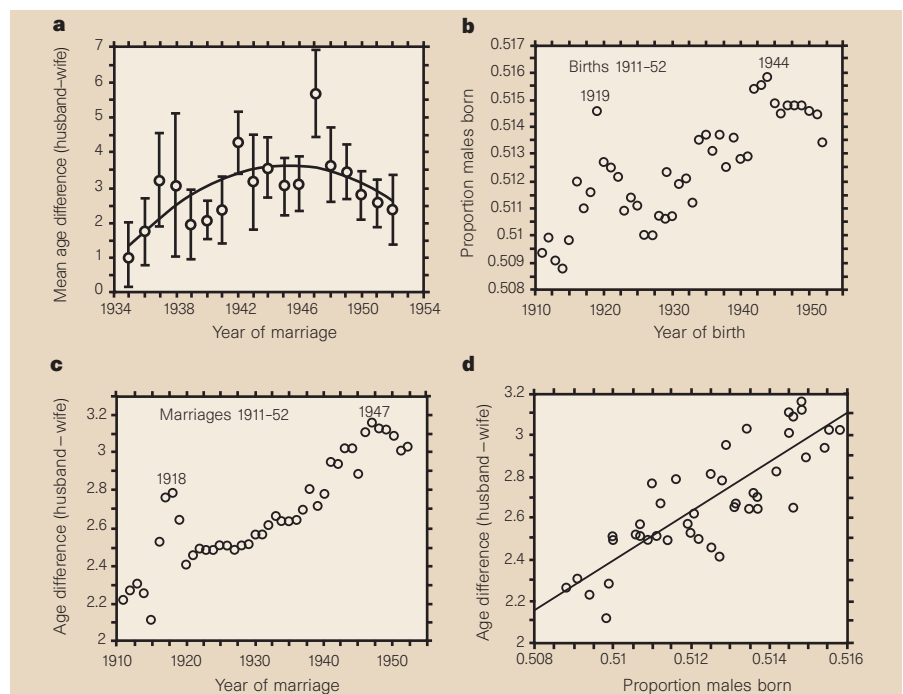 a
Mean age difference (husband–wife)
7
6
5
4
3
2
1
0
1934 1938 1942 1946 1950 1954
Year of marriage
b
Proportion males born
0.517
0.516
0.515
0.514
0.513
0.512
0.511
0.51
0.509
0.508
Births 1911–52
1944
1919
1910 1920 1930 1940 1950
Year of birth
c
Age difference (husband–wife)
3.2
3
2.8
2.6
2.4
2.2
2
Marriages 1911–52
1947
1918
1910 1920 1930 1940 1950
Year of marriage
d
Age difference (husband–wife)
3.2
3
2.8
2.6
2.4
2.2
2
0.508 0.51 0.512 0.514 0.516
Proportion males born